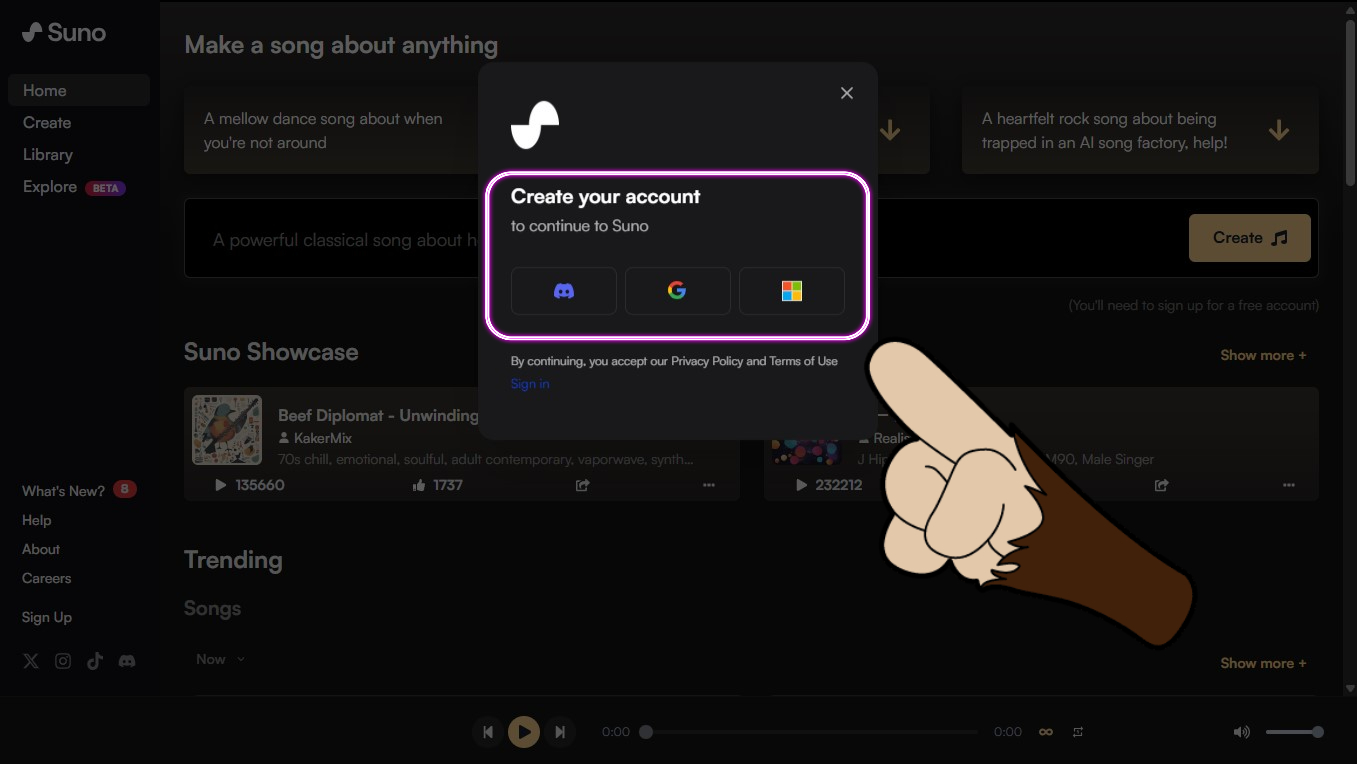 Suno
Home
Create
Library
Explore BETA
What's New? 8
Help
About
Careers
Sign Up
Make a song about anything
A mellow dance song about when
you're not around
A heartfelt rock song about being
trapped in an AI song factory, help!
A powerful classical song about h
Create
(You'll need to sign up for a free account)
Create your account
to continue to Suno
By continuing, you accept our Privacy Policy and Terms of Use
Sign in
Suno Showcase
Show more +
Beef Diplomat - Unwinding
KakerMix
70s chill, emotional, soulful, adult contemporary, vaporwave, synth...
135660
1737
Realis
M90, Male Singer
232212
Trending
Songs
Now
Show more +
0:00
0:00